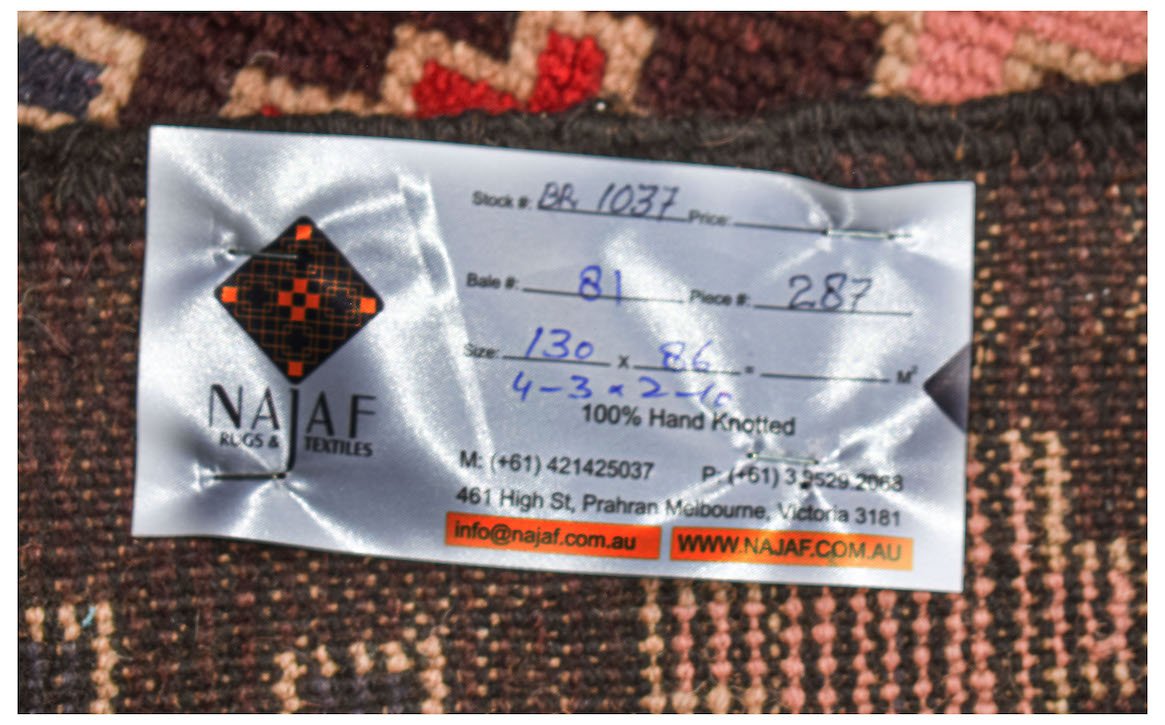 NAJAF
RUGS & TEXTILES
Stock #: BR 1037 Price:
Bale #: 81 Piece #: 287
Size: 130 x 86 = M²
4-3 x 2-10
100% Hand Knotted
M: (+61) 421425037 P: (+61) 3 9529 2068
461 High St, Prahran Melbourne, Victoria 3181
info@najaf.com.au WWW.NAJAF.COM.AU